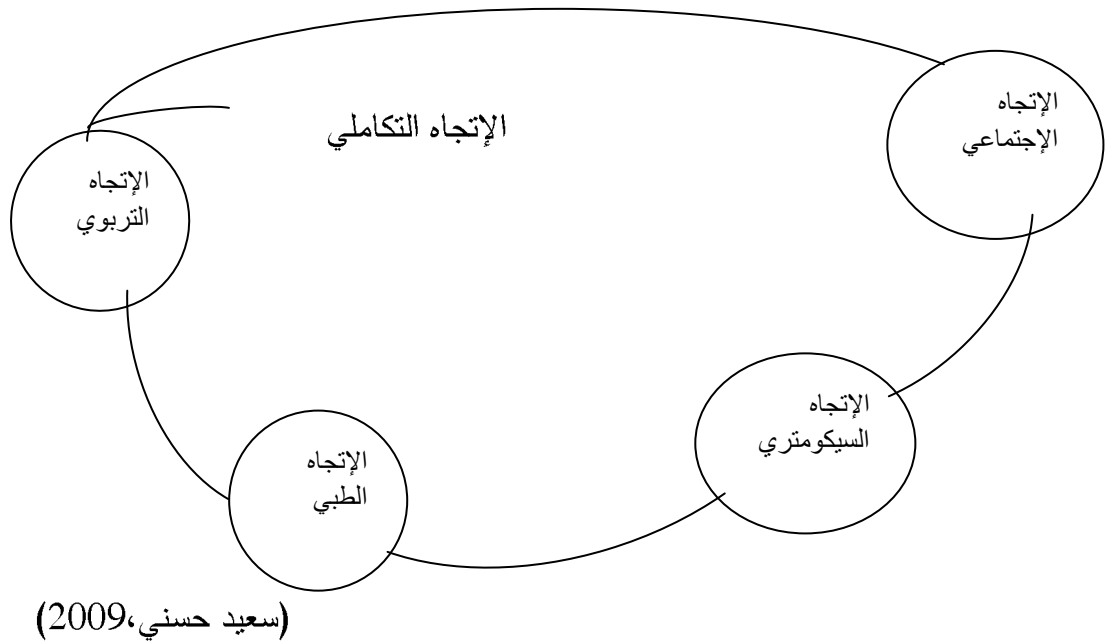 الإتجاه
الإجتماعي
الإتجاه التكاملي
الإتجاه
التربوي
الإتجاه
السيكومتري
الإتجاه
الطبي
(سعيد حسني،2009)